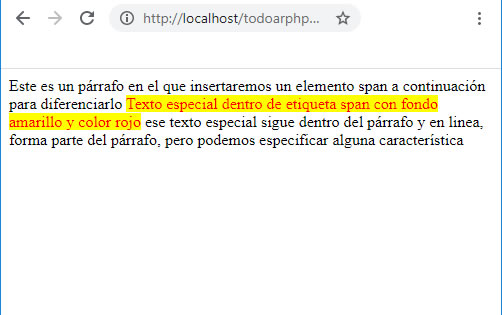 http://localhost/todoarphp...
Este es un párrafo en el que insertaremos un elemento span a continuación
para diferenciarlo Texto especial dentro de etiqueta span con fondo
amarillo y color rojo ese texto especial sigue dentro del párrafo y en linea,
forma parte del párrafo, pero podemos especificar alguna característica